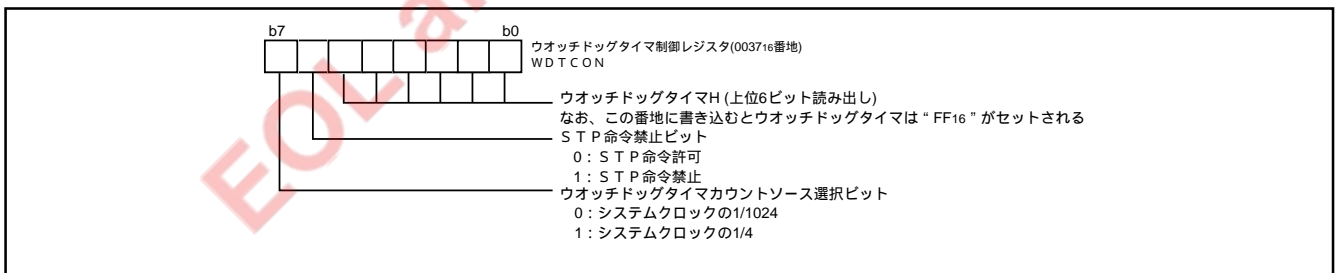 b7 b0
ウオッチドッグタイマ制御レジスタ(003716番地)
ＷＤＴＣＯＮ
ウオッチドッグタイマH (上位6ビット読み出し)
なお、この番地に書き込むとウオッチドッグタイマは“FF16”がセットされる
ＳＴＰ命令禁止ビット
0：ＳＴＰ命令許可
1：ＳＴＰ命令禁止
ウオッチドッグタイマカウントソース選択ビット
0：システムクロックの1/1024
1：システムクロックの1/4
EOL